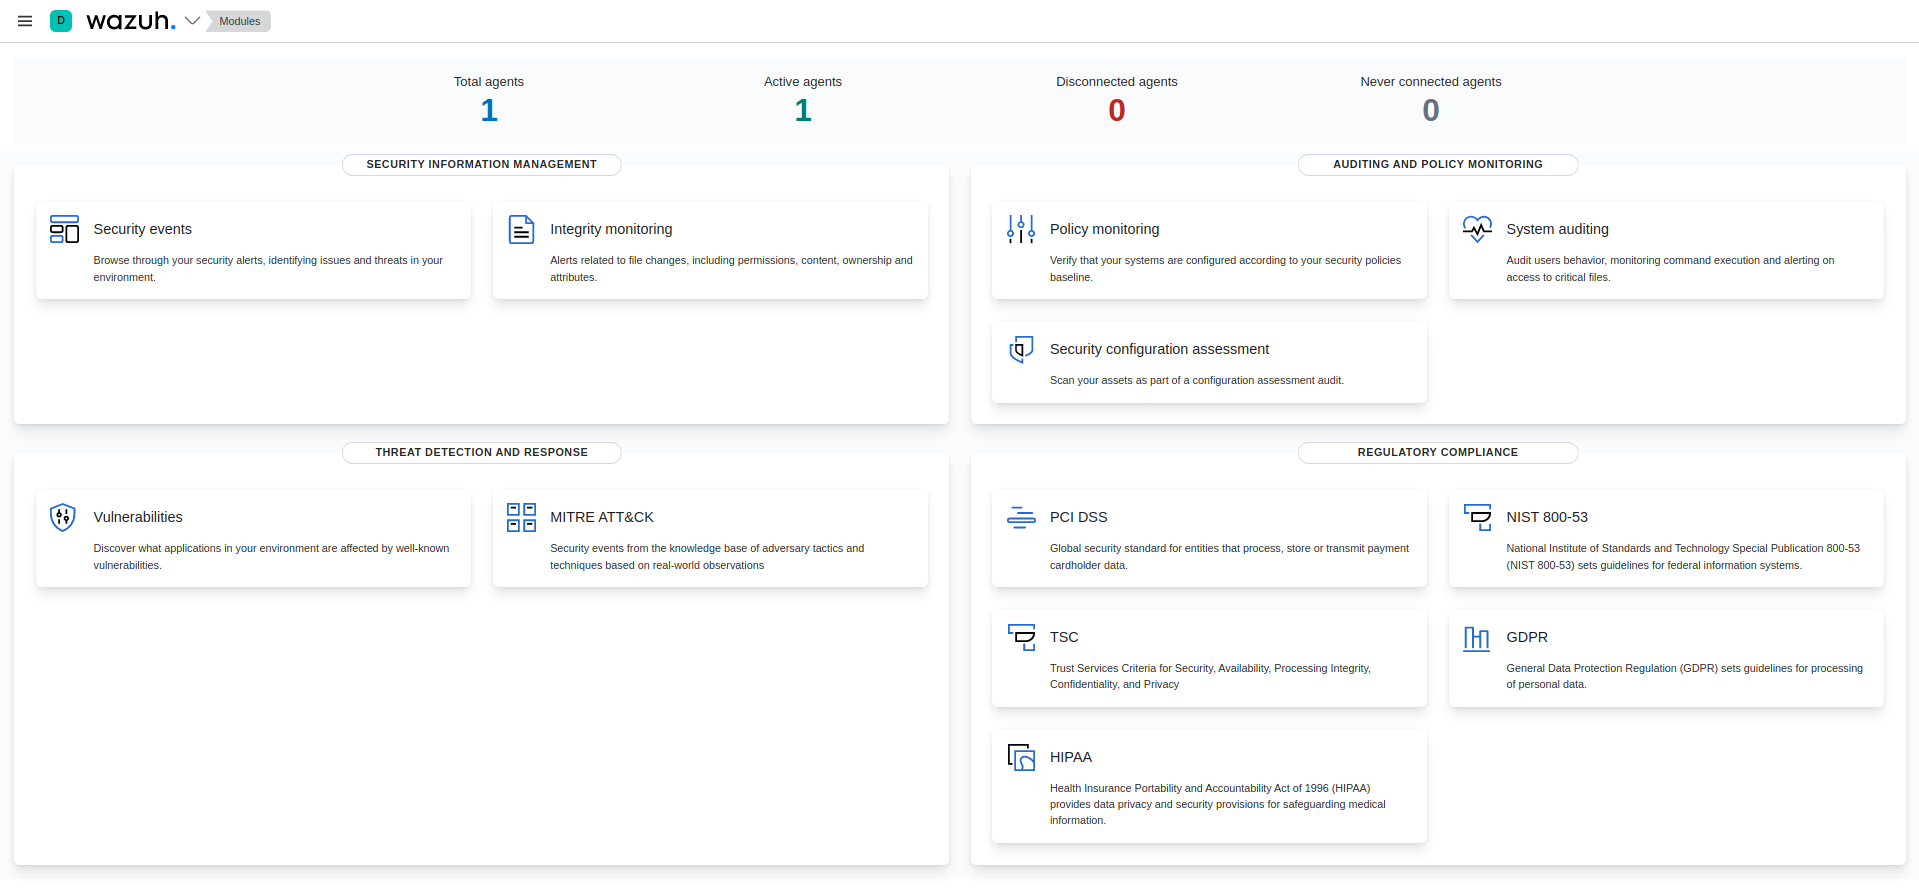 D
wazuh.
Modules
Total agents
1
Active agents
1
Disconnected agents
0
Never connected agents
0
SECURITY INFORMATION MANAGEMENT
Security events
Browse through your security alerts, identifying issues and threats in your
environment.
Integrity monitoring
Alerts related to file changes, including permissions, content, ownership and
attributes.
AUDITING AND POLICY MONITORING
Policy monitoring
Verify that your systems are configured according to your security policies
baseline.
System auditing
Audit users behavior, monitoring command execution and alerting on
access to critical files.
Security configuration assessment
Scan your assets as part of a configuration assessment audit.
THREAT DETECTION AND RESPONSE
Vulnerabilities
Discover what applications in your environment are affected by well-known
vulnerabilities.
MITRE ATT&CK
Security events from the knowledge base of adversary tactics and
techniques based on real-world observations
REGULATORY COMPLIANCE
PCI DSS
Global security standard for entities that process, store or transmit payment
cardholder data.
NIST 800-53
National Institute of Standards and Technology Special Publication 800-53
(NIST 800-53) sets guidelines for federal information systems.
TSC
Trust Services Criteria for Security, Availability, Processing Integrity,
Confidentiality, and Privacy
GDPR
General Data Protection Regulation (GDPR) sets guidelines for processing
of personal data.
HIPAA
Health Insurance Portability and Accountability Act of 1996 (HIPAA)
provides data privacy and security provisions for safeguarding medical
information.